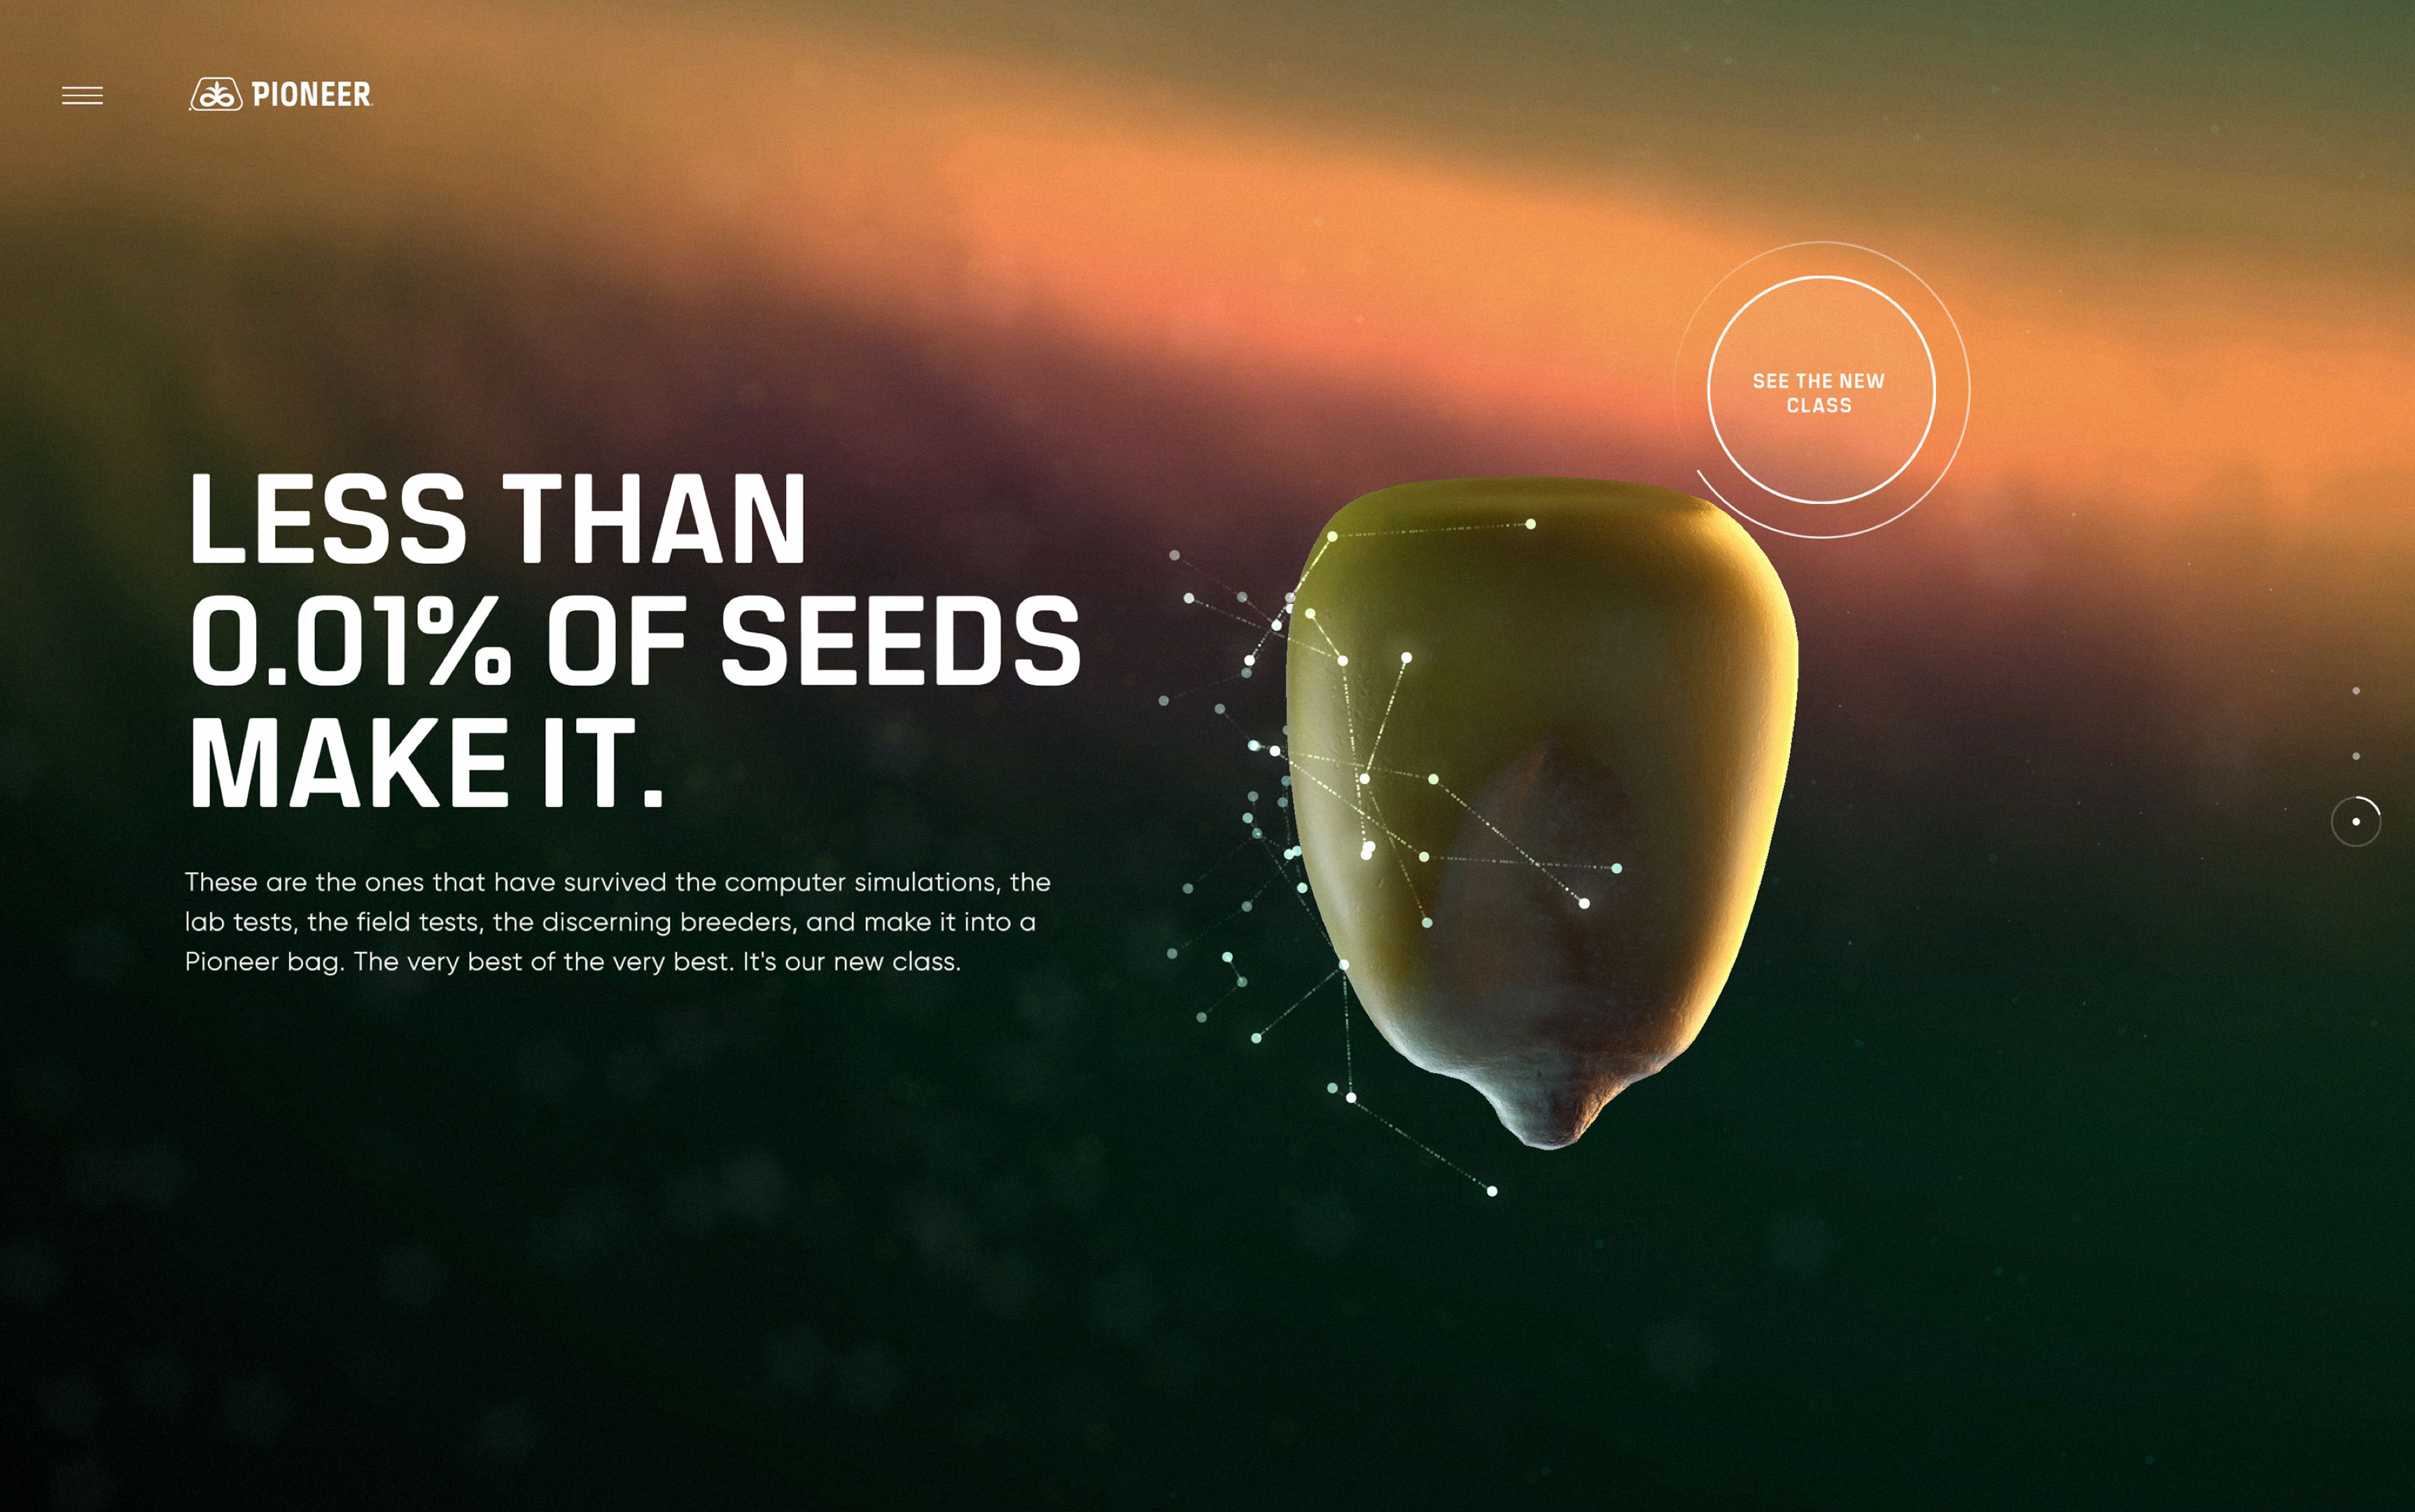 PIONEER
SEE THE NEW
CLASS
LESS THAN
0.01% OF SEEDS
MAKE IT.
These are the ones that have survived the computer simulations, the
lab tests, the field tests, the discerning breeders, and make it into a
Pioneer bag. The very best of the very best. It's our new class.